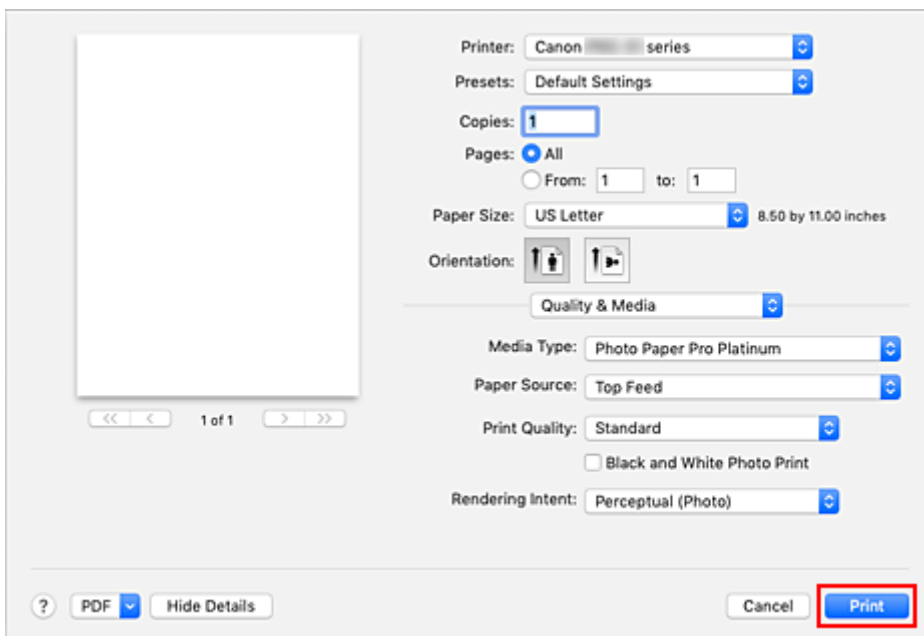 Printer: Canon series
Presets: Default Settings
Copies: 1
Pages: All
From: 1 to: 1
Paper Size: US Letter 8.50 by 11.00 inches
Orientation:
Quality & Media
Media Type: Photo Paper Pro Platinum
Paper Source: Top Feed
1 of 1
Print Quality: Standard
Black and White Photo Print
Rendering Intent: Perceptual (Photo)
? PDF Hide Details Cancel Print